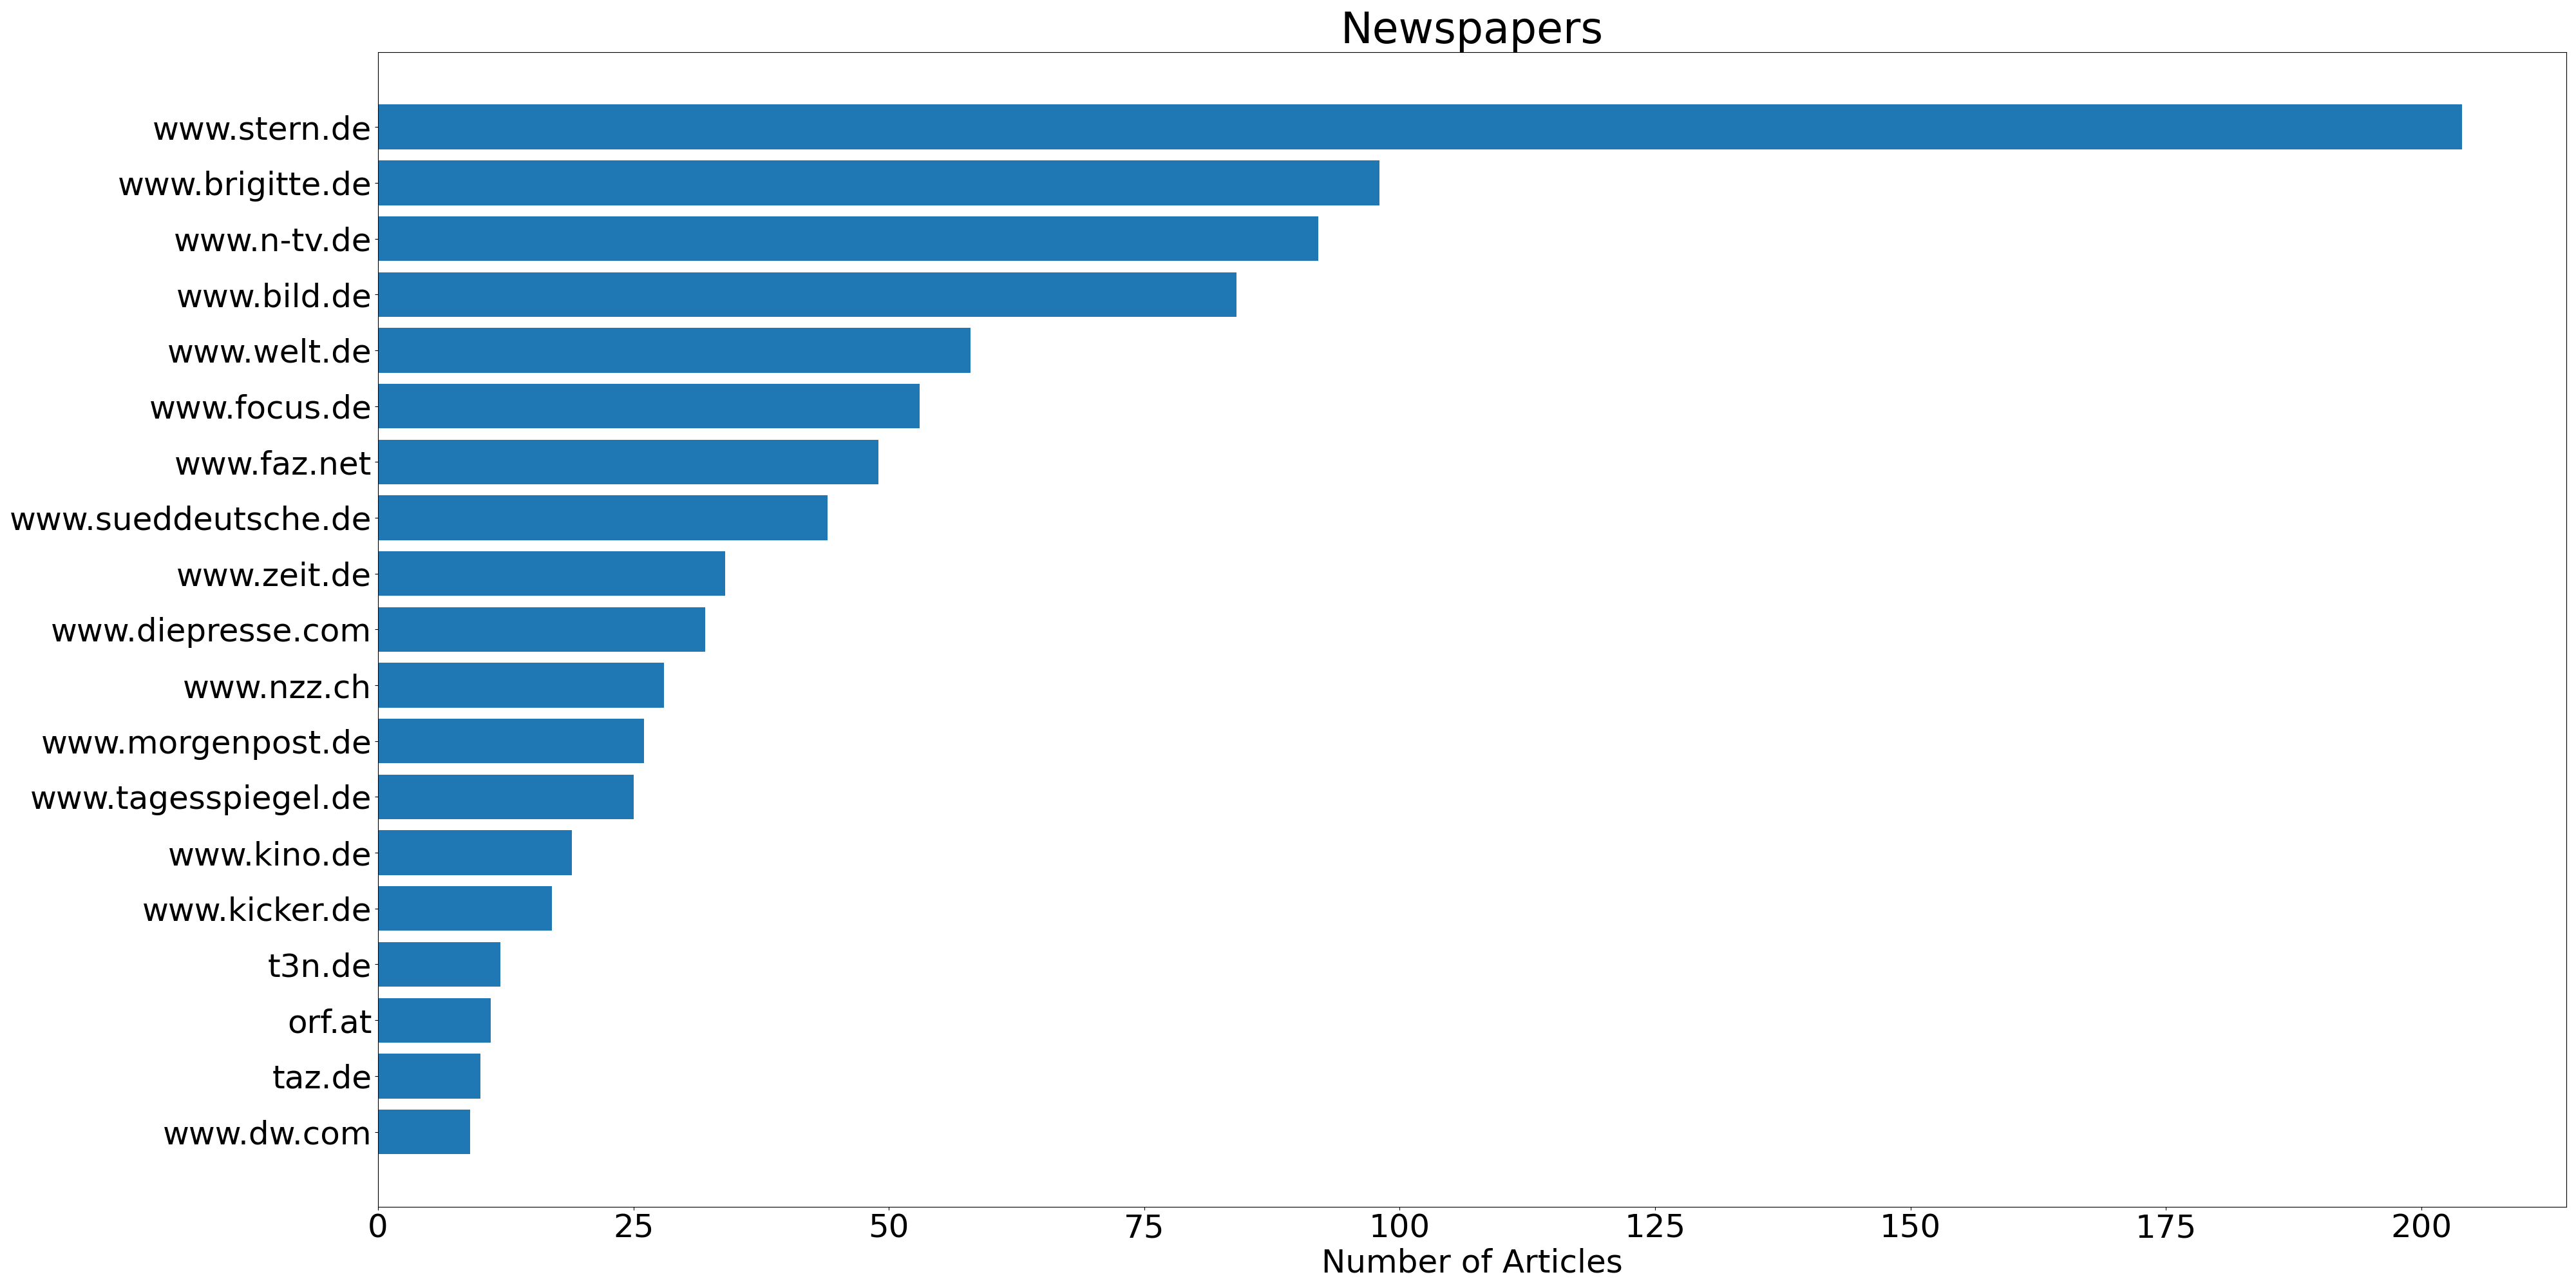 Newspapers
www.stern.de
www.brigitte.de
www.n-tv.de
www.bild.de
www.welt.de
www.focus.de
www.faz.net
www.sueddeutsche.de
www.zeit.de
www.diepresse.com
www.nzz.ch
www.morgenpost.de
www.tagesspiegel.de
www.kino.de
www.kicker.de
t3n.de
orf.at
taz.de
www.dw.com
0 25 50 75 100 125 150 175 200
Number of Articles